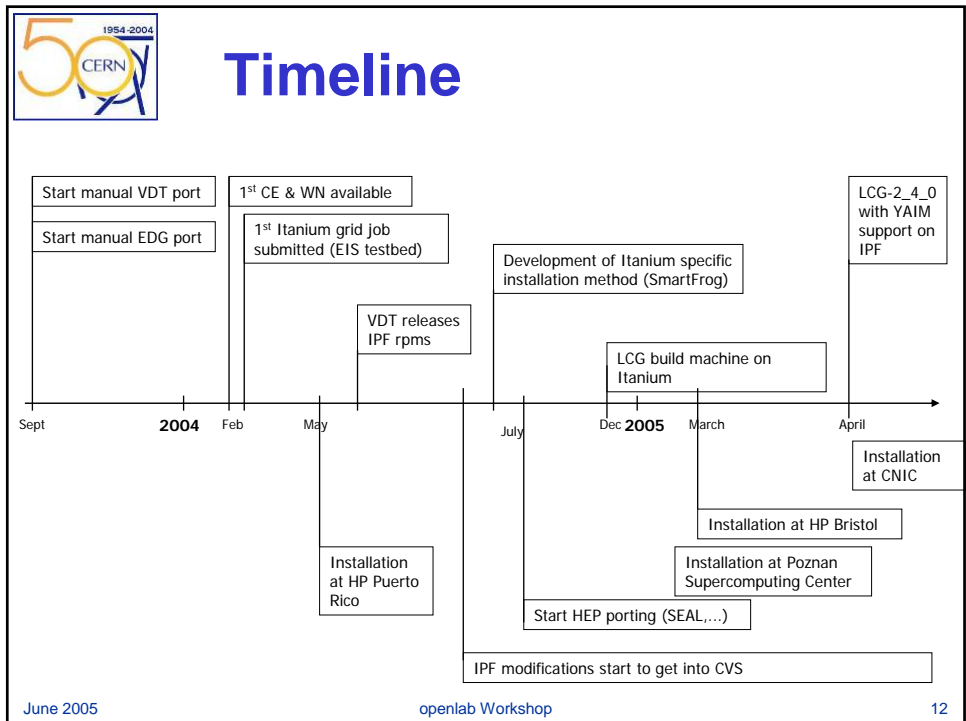 1954-2004
50
CERN
Timeline
Start manual VDT port
Start manual EDG port
1st CE & WN available
1st Itanium grid job
submitted (EIS testbed)
Development of Itanium specific
installation method (SmartFrog)
LCG-2_4_0
with YAIM
support on
IPF
VDT releases
IPF rpms
LCG build machine on
Itanium
Sept
2004
Feb
May
July
Dec
2005
March
April
Installation
at CNIC
Installation at HP Bristol
Installation
at HP Puerto
Rico
Installation at Poznan
Supercomputing Center
Start HEP porting (SEAL,...)
IPF modifications start to get into CVS
June 2005
openlab Workshop
12